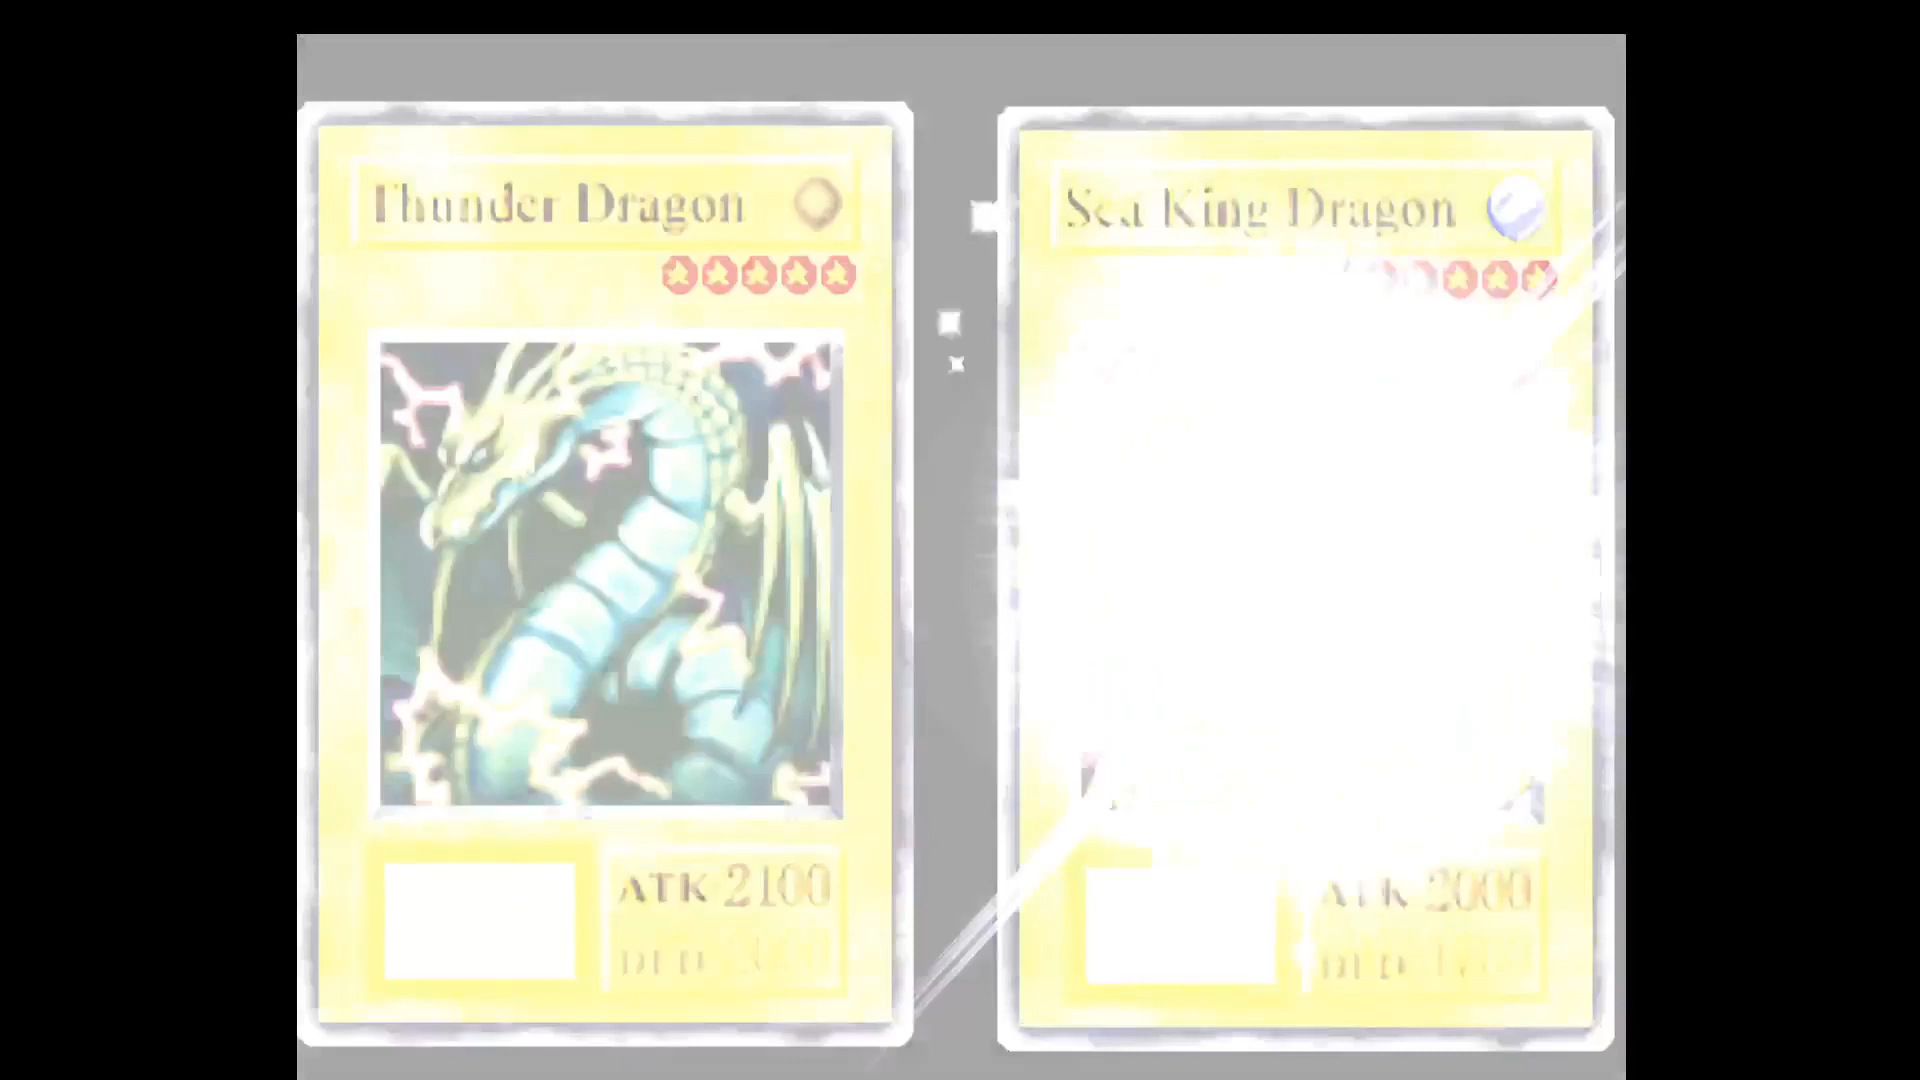 Thunder Dragon
ATK 2100
Sea King Dragon
ATK 2000